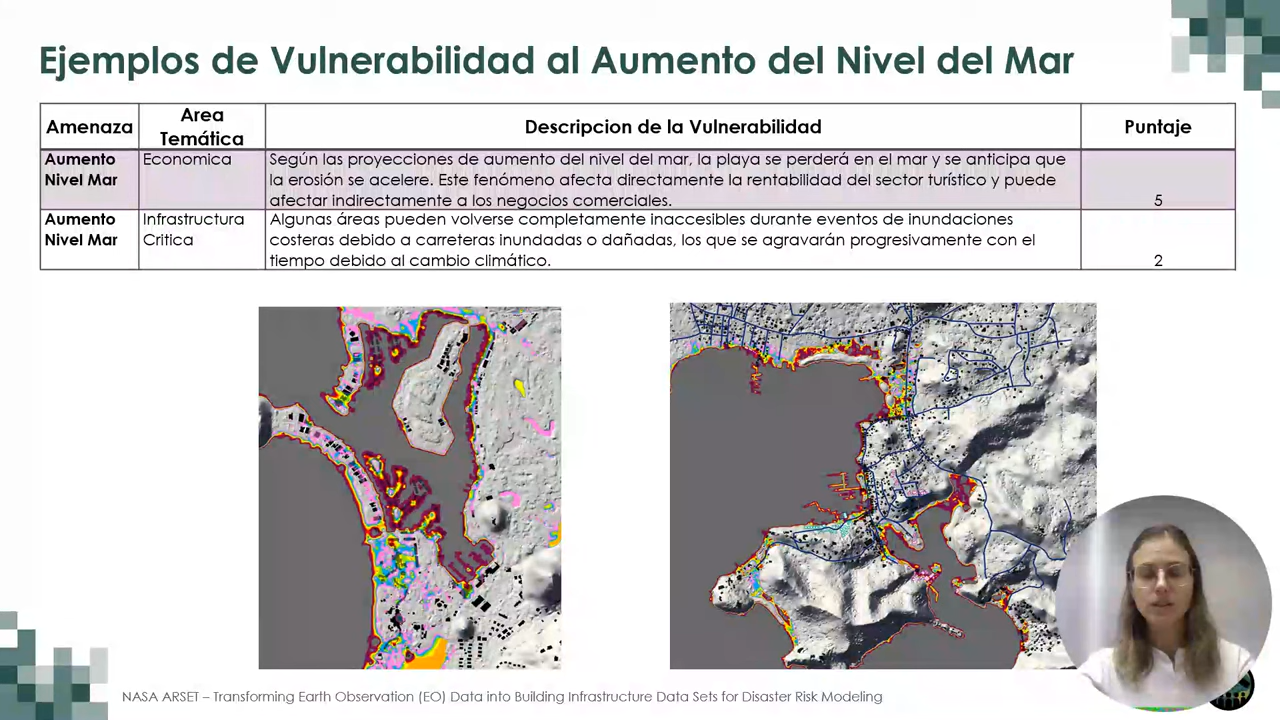 Ejemplos de Vulnerabilidad al Aumento del Nivel del Mar
Amenaza
Area
Temática
Descripcion de la Vulnerabilidad
Puntaje
Aumento
Nivel Mar
Economica
Según las proyecciones de aumento del nivel del mar, la playa se perderá en el mar y se anticipa que
la erosión se acelere. Este fenómeno afecta directamente la rentabilidad del sector turístico y puede
afectar indirectamente a los negocios comerciales.
5
Aumento
Nivel Mar
Infrastructura
Critica
Algunas áreas pueden volverse completamente inaccesibles durante eventos de inundaciones
costeras debido a carreteras inundadas o dañadas, los que se agravarán progresivamente con el
tiempo debido al cambio climático.
2
NASA ARSET – Transforming Earth Observation (EO) Data into Building Infrastructure Data Sets for Disaster Risk Modeling